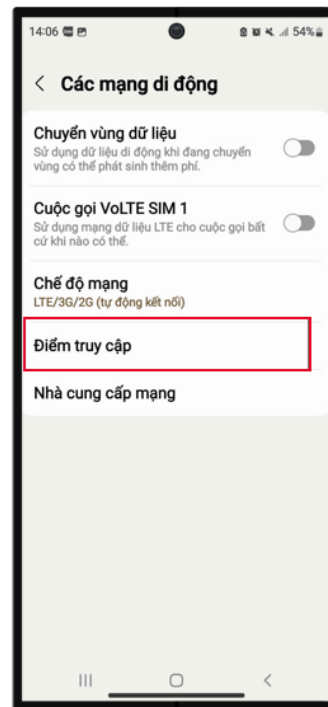 14:06 54%
Các mạng di động
Chuyển vùng dữ liệu
Sử dụng dữ liệu di động khi đang chuyển
vùng có thể phát sinh thêm phí.
Cuộc gọi VoLTE SIM 1
Sử dụng mạng dữ liệu LTE cho cuộc gọi bất
cứ khi nào có thể.
Chế độ mạng
LTE/3G/2G (tự động kết nối)
Điểm truy cập
Nhà cung cấp mạng